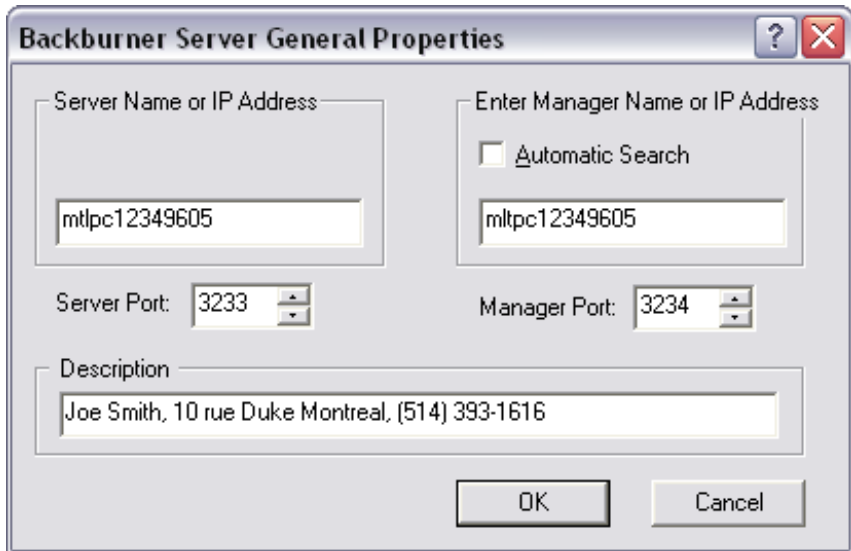 Backburner Server General Properties
Server Name or IP Address
mtlpc12349605
Server Port: 3233
Enter Manager Name or IP Address
Automatic Search
mltpc12349605
Manager Port: 3234
Description
Joe Smith, 10 rue Duke Montreal, (514) 393-1616
OK
Cancel